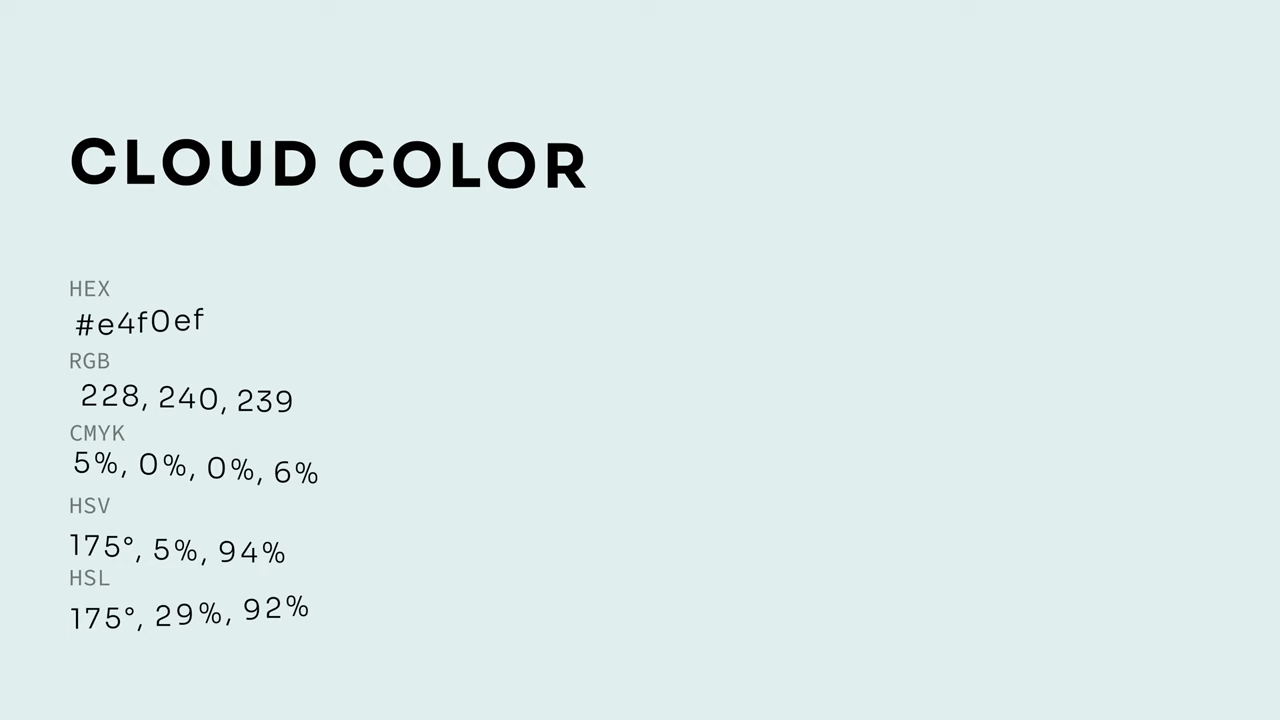 CLOUD COLOR
HEX
#e4f0ef
RGB
228, 240, 239
CMYK
5%, 0%, 0%, 6%
HSV
175°, 5%, 94%
HSL
175°, 29%, 92%